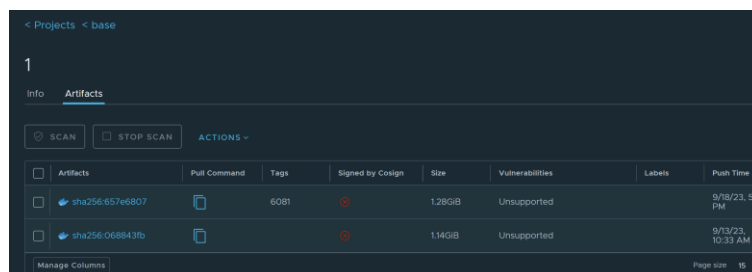 < Projects < base
1
Info Artifacts
SCAN STOP SCAN ACTIONS
Artifacts Pull Command Tags Signed by Cosign Size Vulnerabilities Labels Push Time
sha256:657e6807 6081 1.28GiB Unsupported 9/18/23, 5
PM
sha256:068843fb 1.14GiB Unsupported 9/13/23,
10:33 AM
Manage Columns Page size 15